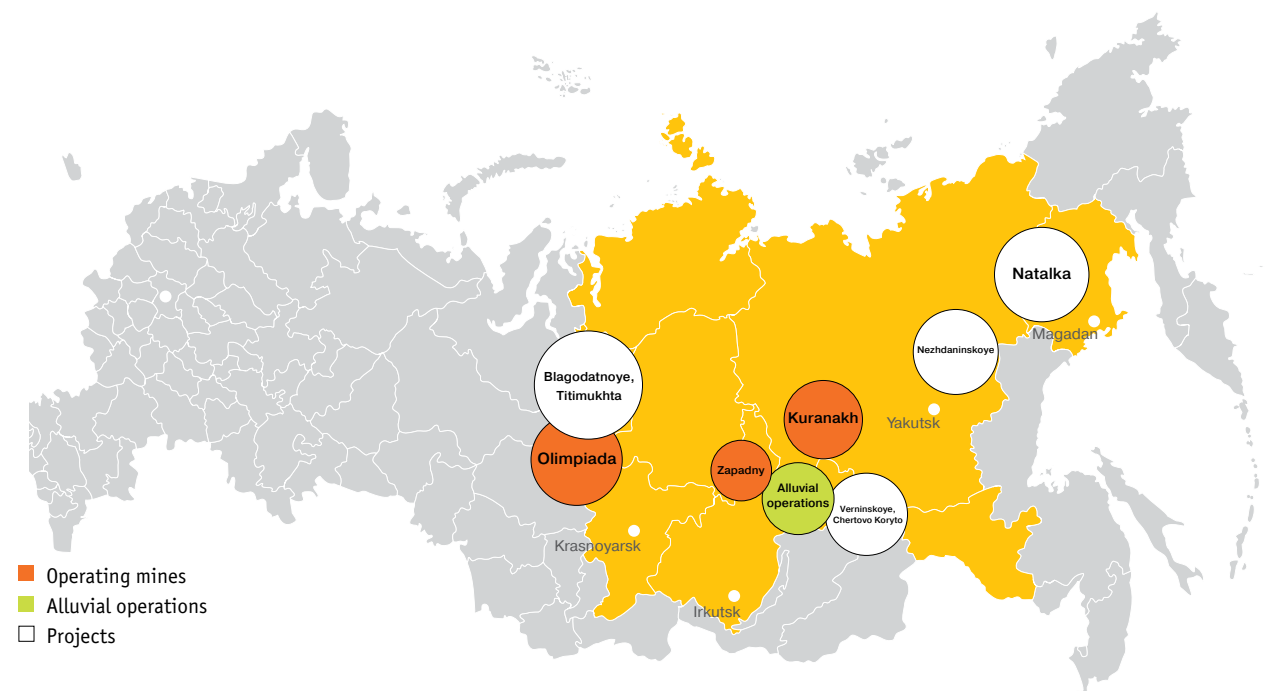 Natalka
Magadan
Nezhdaninskoye
Blagodatnoye,
Titimukhta
Kuranakh
Yakutsk
Olimpiada
Zapadny
Alluvial
operations
Verninskoye,
Chertovo Koryto
Krasnoyarsk
Irkutsk
Operating mines
Alluvial operations
Projects